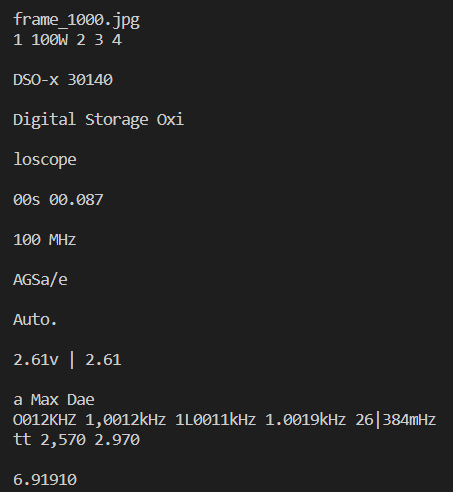 frame_1000.jpg
1 100W 2 3 4
DSO-x 30140
Digital Storage Oxi
loscope
00s 00.087
100 MHz
AGSa/e
Auto.
2.61v | 2.61
a Max Dae
O012KHZ 1,0012kHz 1L0011kHz 1.0019kHz 26|384mHz
tt 2,570 2.970
6.91910